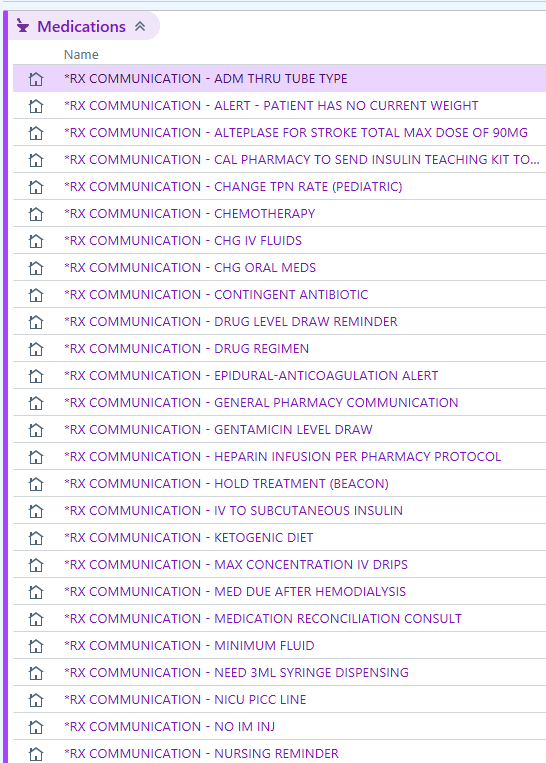 Medications
Name
*RX COMMUNICATION - ADM THRU TUBE TYPE
*RX COMMUNICATION - ALERT - PATIENT HAS NO CURRENT WEIGHT
*RX COMMUNICATION - ALTEPLASE FOR STROKE TOTAL MAX DOSE OF 90MG
*RX COMMUNICATION - CAL PHARMACY TO SEND INSULIN TEACHING KIT TO...
*RX COMMUNICATION - CHANGE TPN RATE (PEDIATRIC)
*RX COMMUNICATION - CHEMOTHERAPY
*RX COMMUNICATION - CHG IV FLUIDS
*RX COMMUNICATION - CHG ORAL MEDS
*RX COMMUNICATION - CONTINGENT ANTIBIOTIC
*RX COMMUNICATION - DRUG LEVEL DRAW REMINDER
*RX COMMUNICATION - DRUG REGIMEN
*RX COMMUNICATION - EPIDURAL-ANTICOAGULATION ALERT
*RX COMMUNICATION - GENERAL PHARMACY COMMUNICATION
*RX COMMUNICATION - GENTAMICIN LEVEL DRAW
*RX COMMUNICATION - HEPARIN INFUSION PER PHARMACY PROTOCOL
*RX COMMUNICATION - HOLD TREATMENT (BEACON)
*RX COMMUNICATION - IV TO SUBCUTANEOUS INSULIN
*RX COMMUNICATION - KETOGENIC DIET
*RX COMMUNICATION - MAX CONCENTRATION IV DRIPS
*RX COMMUNICATION - MED DUE AFTER HEMODIALYSIS
*RX COMMUNICATION - MEDICATION RECONCILIATION CONSULT
*RX COMMUNICATION - MINIMUM FLUID
*RX COMMUNICATION - NEED 3ML SYRINGE DISPENSING
*RX COMMUNICATION - NICU PICC LINE
*RX COMMUNICATION - NO IM INJ
*RX COMMUNICATION - NURSING REMINDER